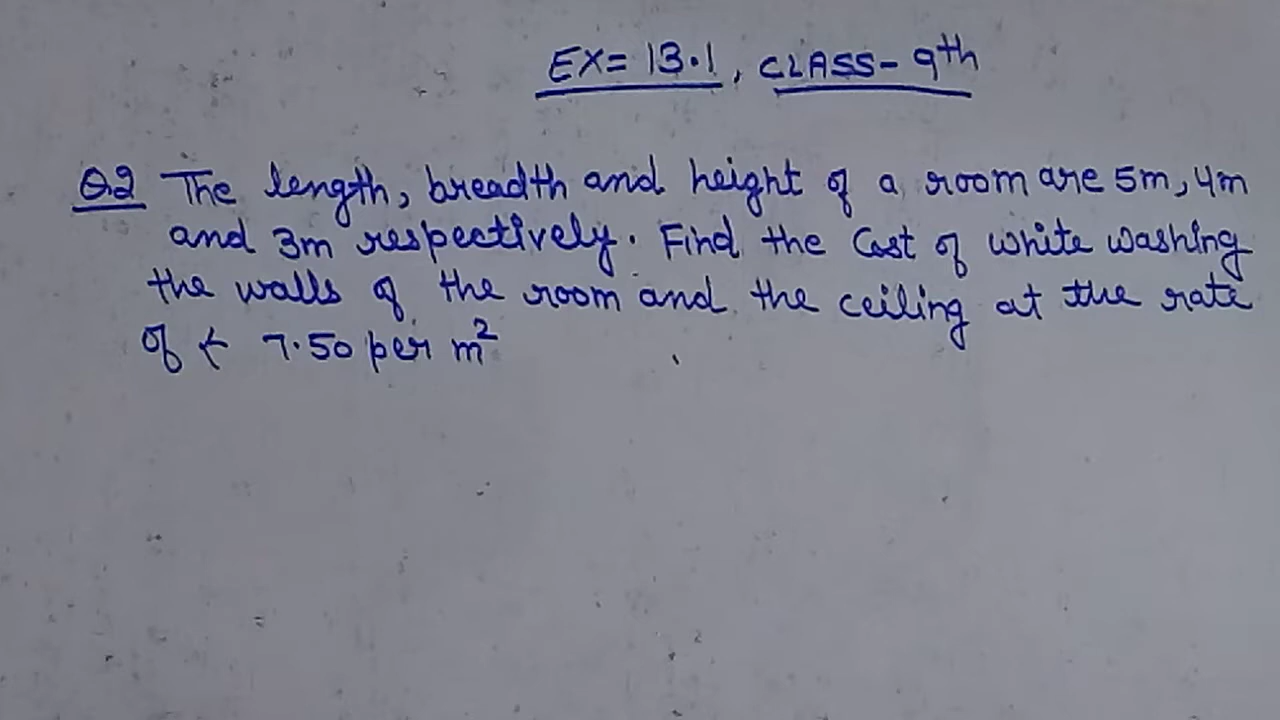 EX= 13.1, CLASS- 9th
Q.2 The length, breadth and height of a room are 5m, 4m
and 3m respectively. Find the Cost of white washing
the walls of the room and the ceiling at the rate
of ₹ 7.50 per m²